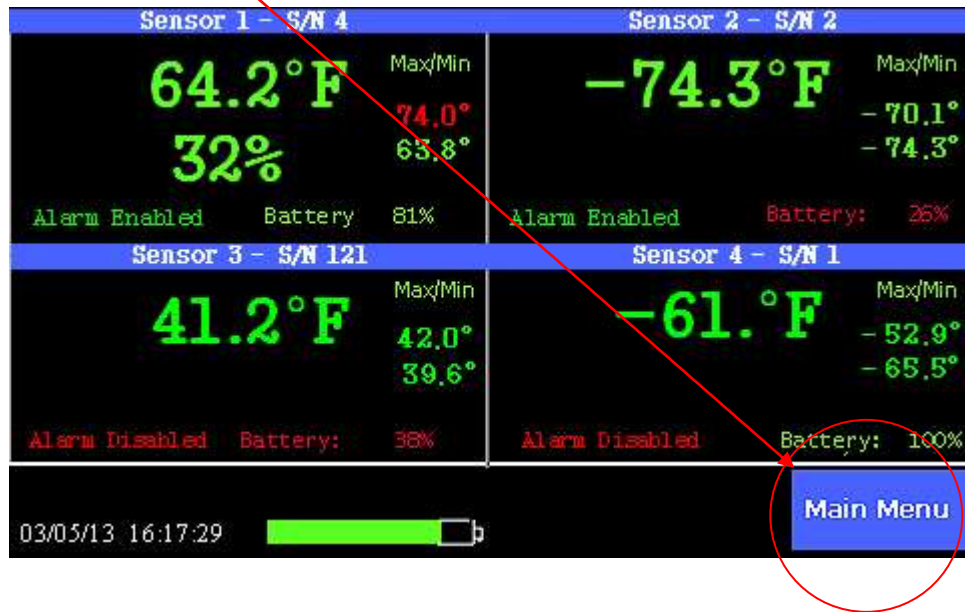 Sensor 1 - S/N 4
64.2°F
Max/Min
74.0°
63.8°
32%
Alarm Enabled Battery 81%
Sensor 2 - S/N 2
-74.3°F
Max/Min
-70.1°
-74.3°
Alarm Enabled Battery: 26%
Sensor 3 - S/N 121
41.2°F
Max/Min
42.0°
39.6°
Alarm Disabled Battery: 38%
Sensor 4 - S/N 1
-61.°F
Max/Min
-52.9°
-65.5°
Alarm Disabled Battery: 100%
03/05/13 16:17:29
Main Menu